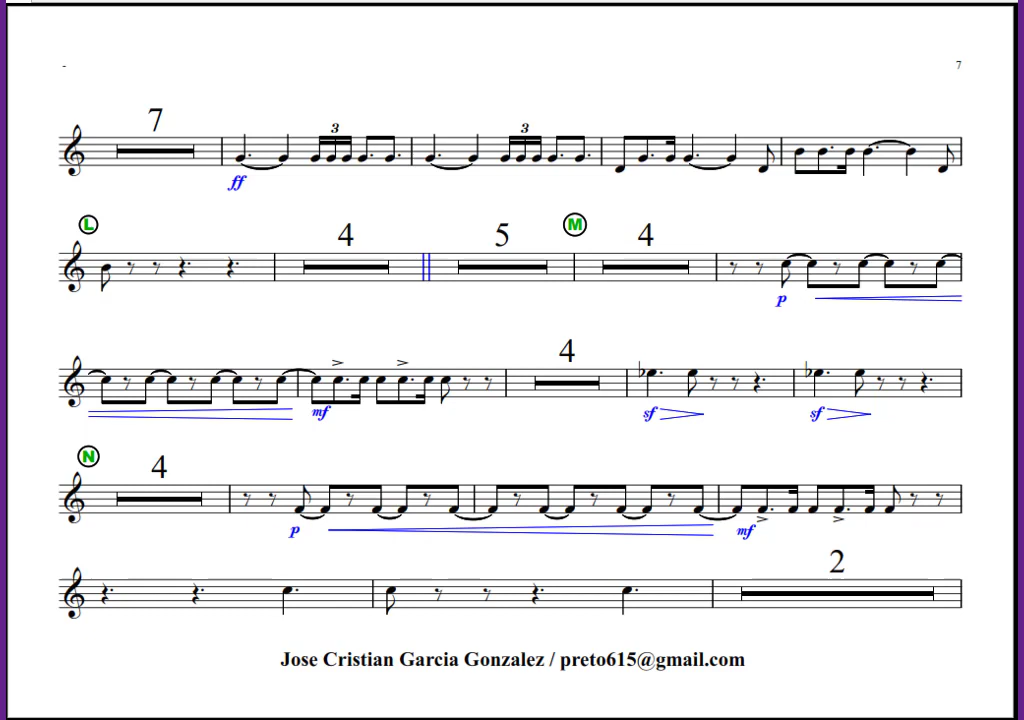 - 7
7
3 3
ff
L 4 5 M 4
p
4
mf sf sf
N 4
p mf
2
Jose Cristian Garcia Gonzalez / preto615@gmail.com